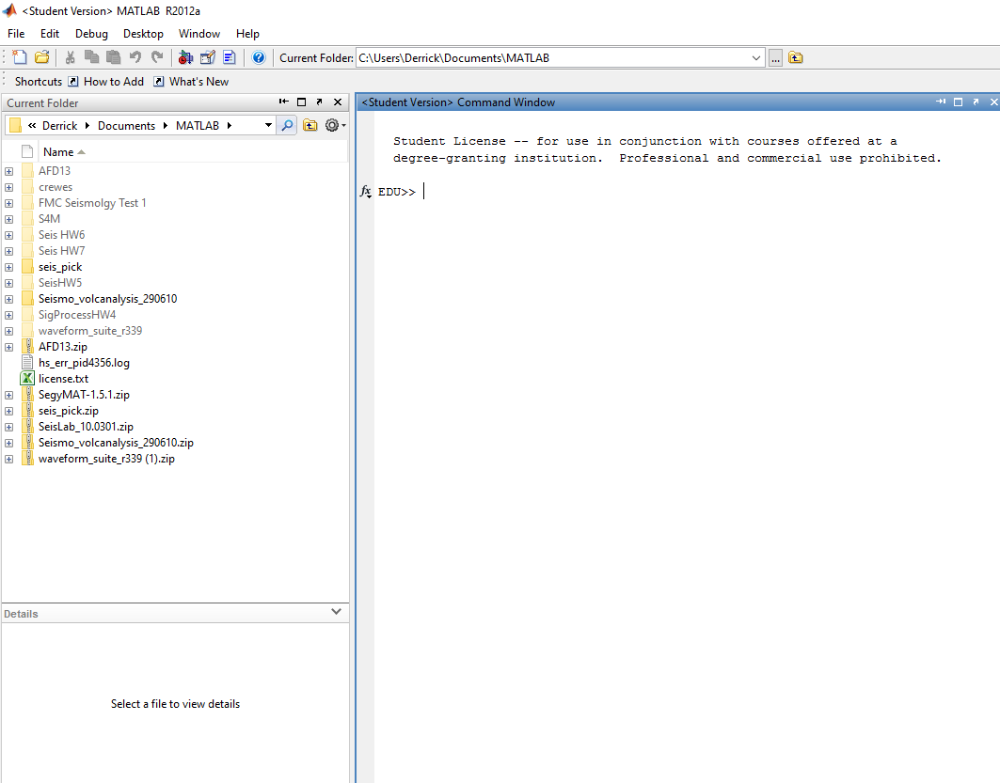 <Student Version> MATLAB R2012a
File Edit Debug Desktop Window Help
Current Folder: C:\Users\Derrick\Documents\MATLAB ...
Shortcuts How to Add What's New
Current Folder
« Derrick Documents MATLAB
Name
AFD13
crewes
FMC Seismolgy Test 1
S4M
Seis HW6
Seis HW7
seis_pick
SeisHW5
Seismo_volcanalysis_290610
SigProcessHW4
waveform_suite_r339
AFD13.zip
hs_err_pid4356.log
license.txt
SegyMAT-1.5.1.zip
seis_pick.zip
SeisLab_10.0301.zip
Seismo_volcanalysis_290610.zip
waveform_suite_r339 (1).zip
Details
Select a file to view details
<Student Version> Command Window
Student License -- for use in conjunction with courses offered at a
degree-granting institution.  Professional and commercial use prohibited.
fx EDU>>